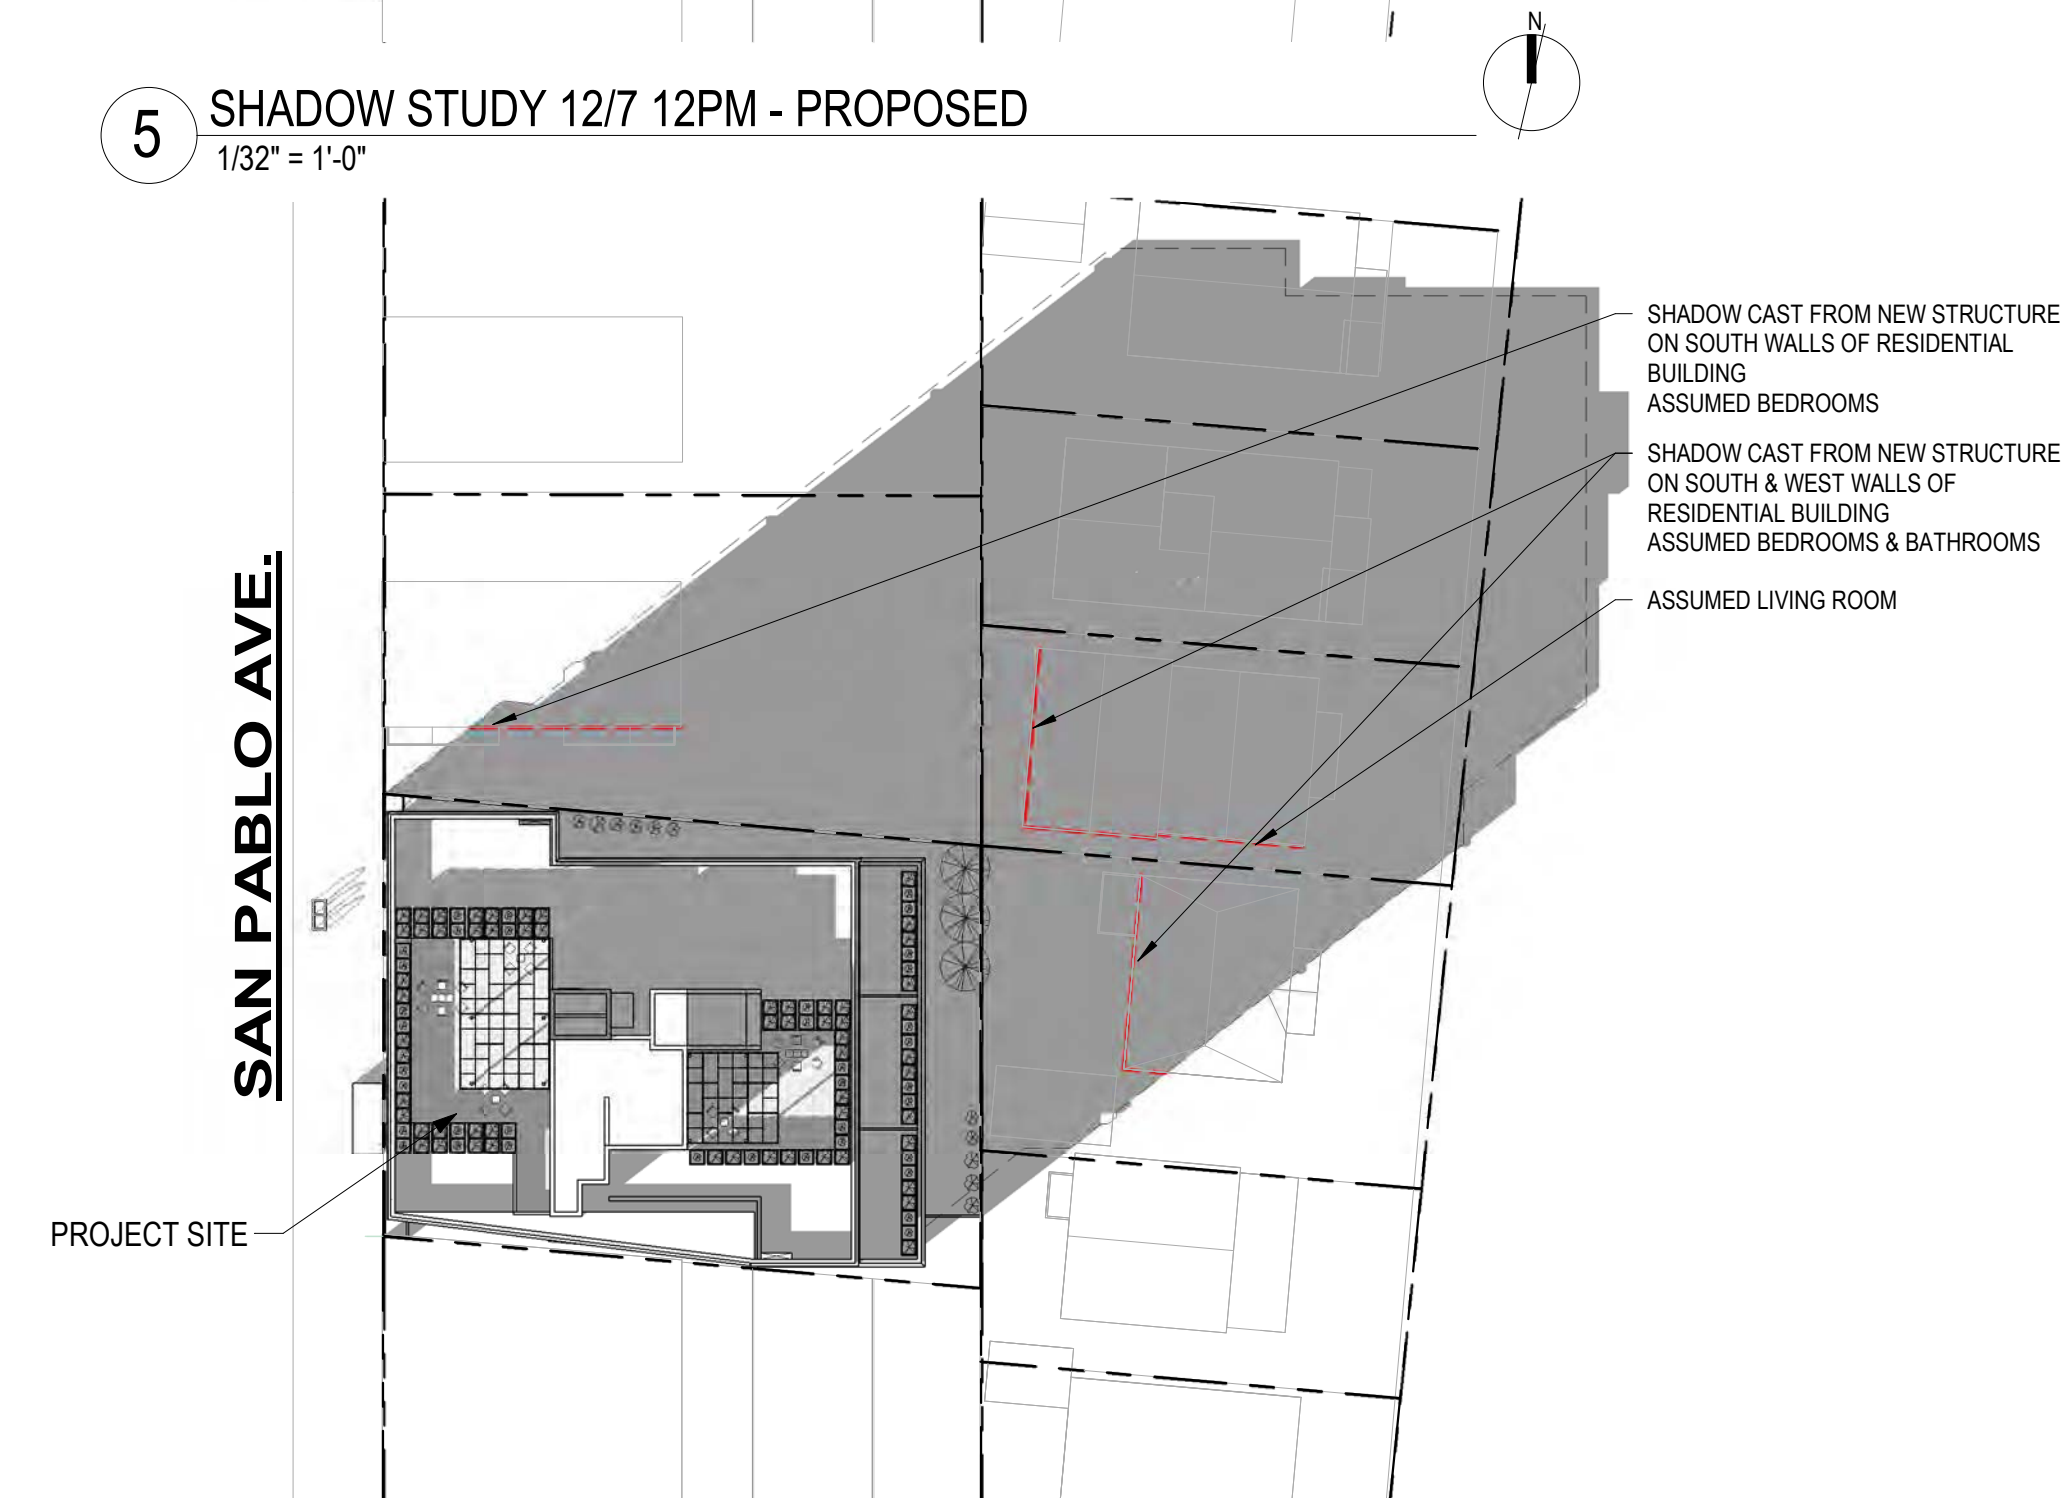 N
5
SHADOW STUDY 12/7 12PM - PROPOSED
1/32" = 1'-0"
SHADOW CAST FROM NEW STRUCTURE
ON SOUTH WALLS OF RESIDENTIAL
BUILDING
ASSUMED BEDROOMS
SHADOW CAST FROM NEW STRUCTURE
ON SOUTH & WEST WALLS OF
RESIDENTIAL BUILDING
ASSUMED BEDROOMS & BATHROOMS
ASSUMED LIVING ROOM
SAN PABLO AVE.
PROJECT SITE